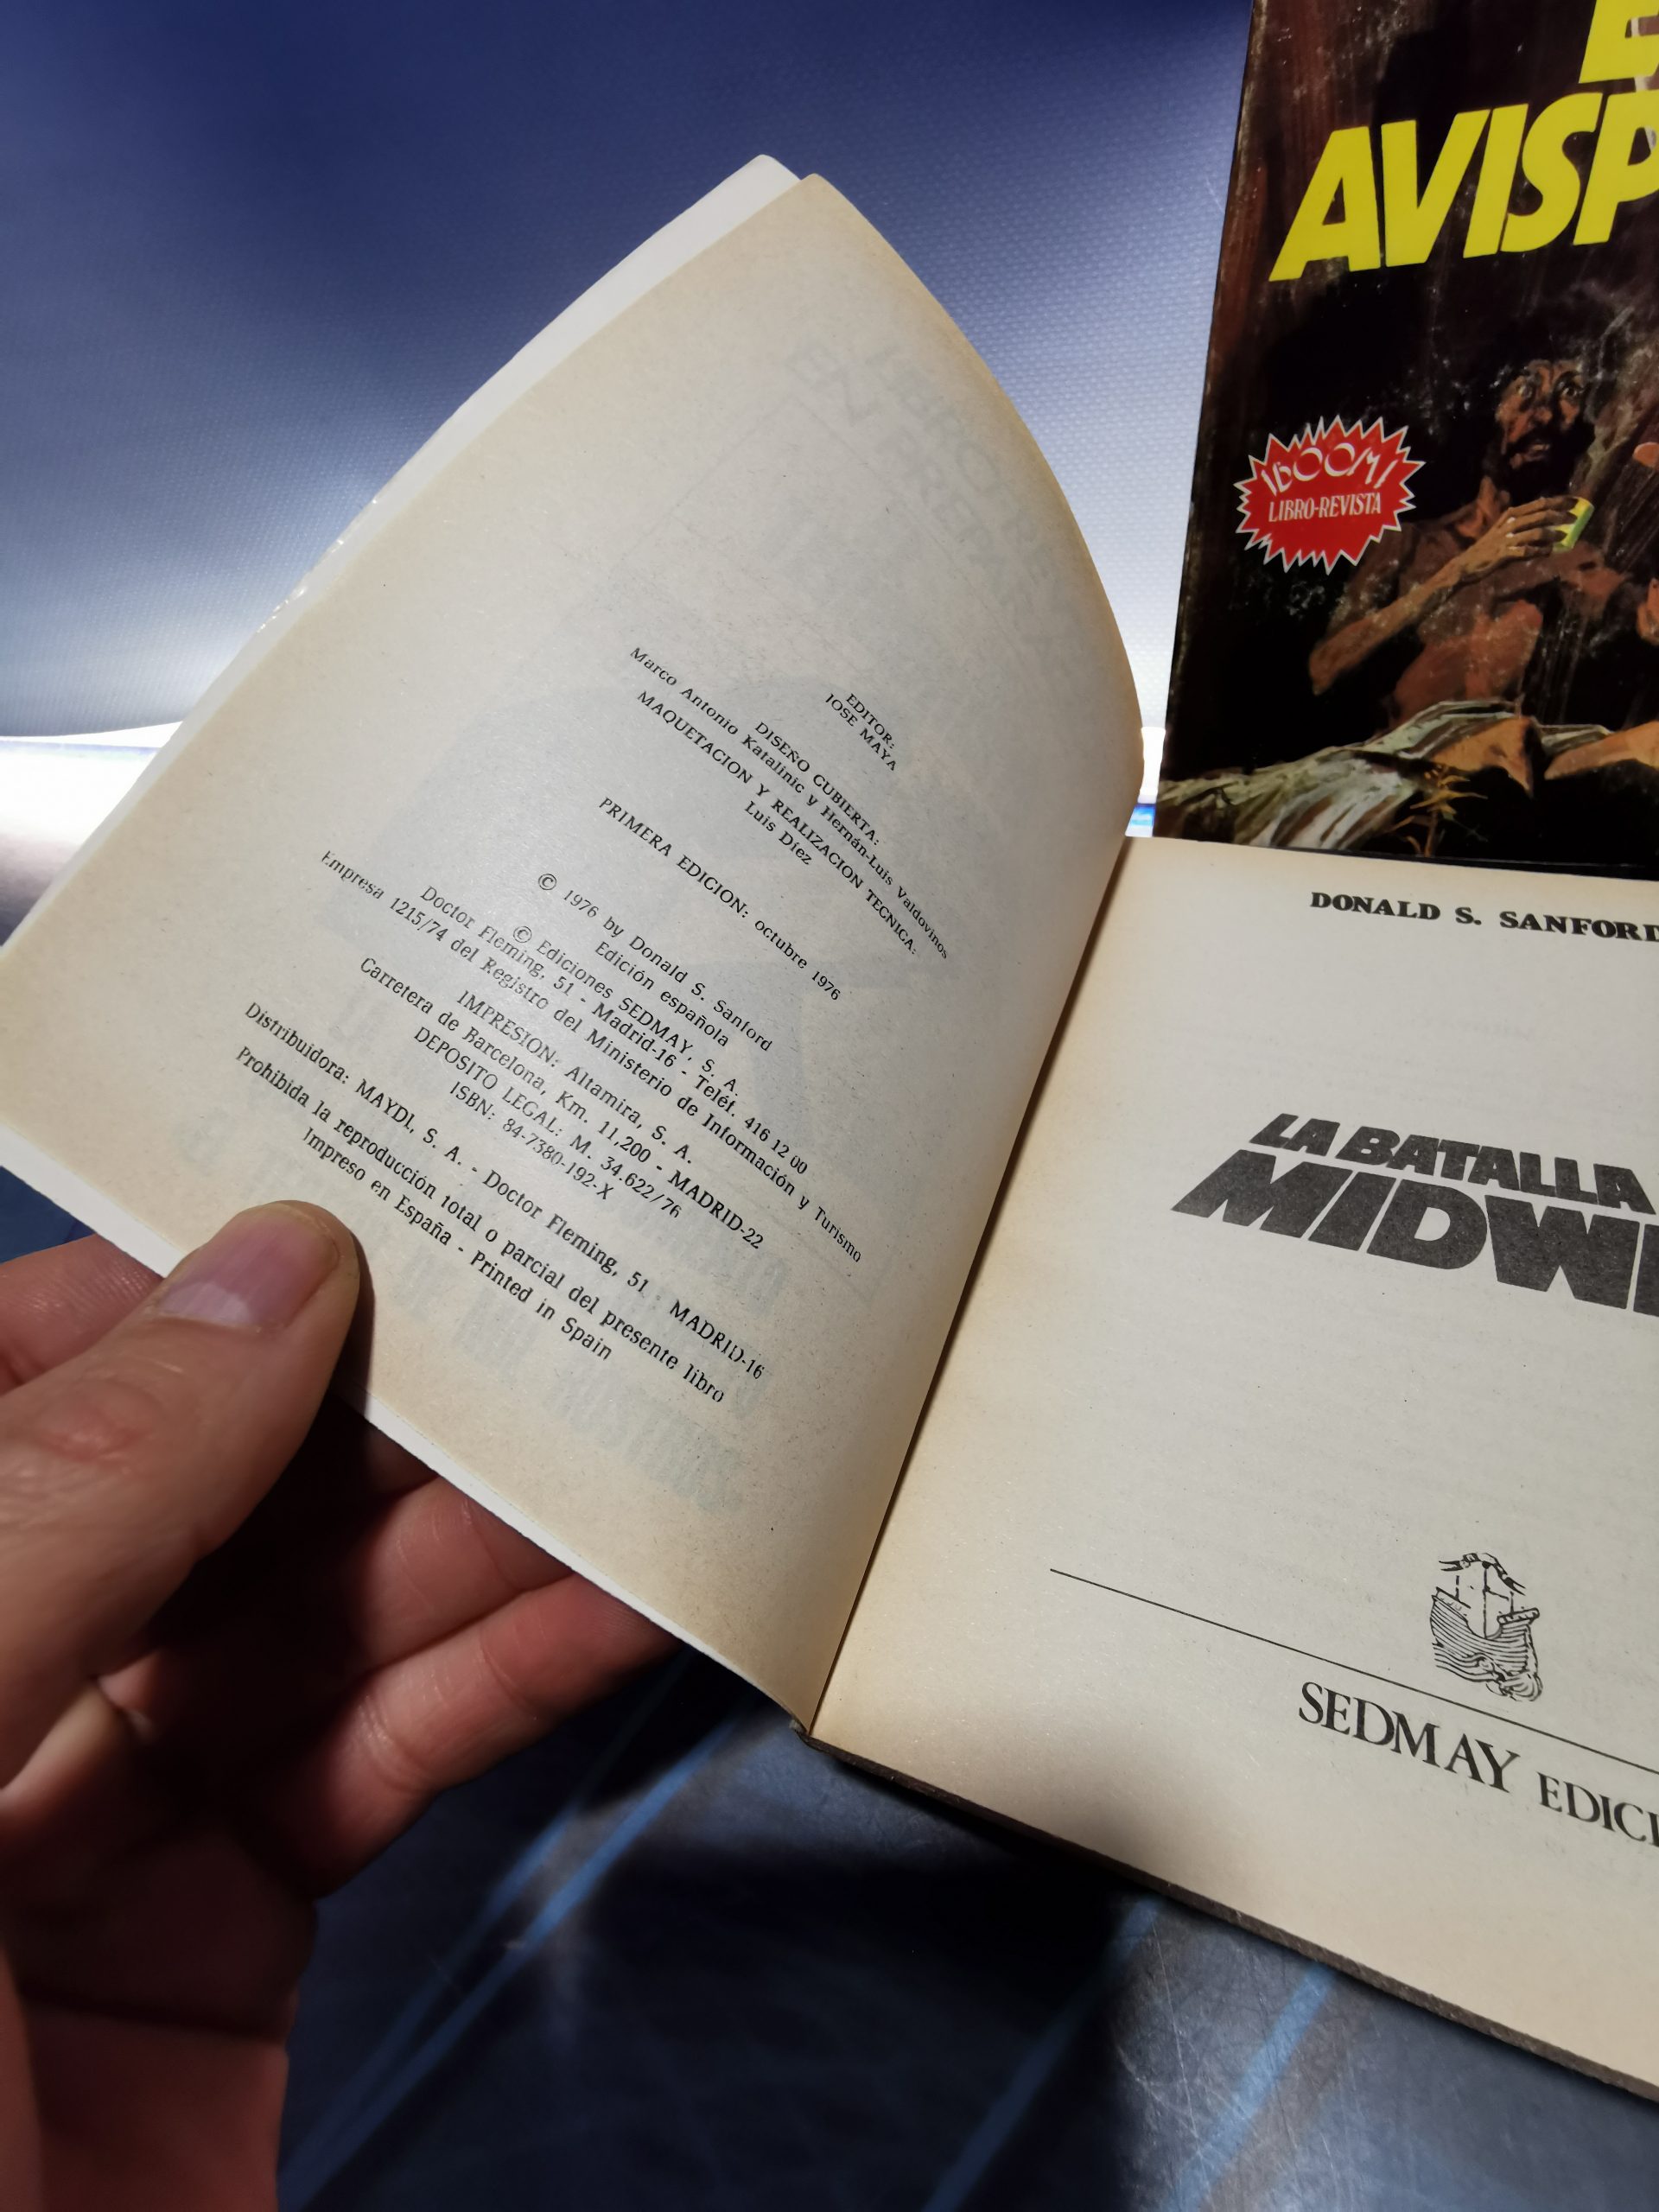 EDITOR:
JOSE MAYA
DISEÑO CUBIERTA:
Marco Antonio Katalinic y Hernán-Luis Valdovinos
MAQUETACION Y REALIZACION TECNICA:
Luis Díez
PRIMERA EDICION: octubre 1976
© 1976 by Donald S. Sanford
Edición española
© Ediciones SEDMAY, S. A.
Doctor Fleming, 51 - Madrid-16 - Teléf. 416 12 00
Empresa 1215/74 del Registro del Ministerio de Información y Turismo
IMPRESION: Altamira, S. A.
Carretera de Barcelona, Km. 11,200 - MADRID-22
DEPOSITO LEGAL: M. 34.622/76
ISBN: 84-7380-192-X
Distribuidora: MAYDI, S. A. - Doctor Fleming, 51 - MADRID-16
Prohibida la reproducción total o parcial del presente libro
Impreso en España - Printed in Spain
AVISP
¡BOOM!
LIBRO-REVISTA
DONALD S. SANFORD
LA BATALLA
MIDW
SEDMAY EDICI